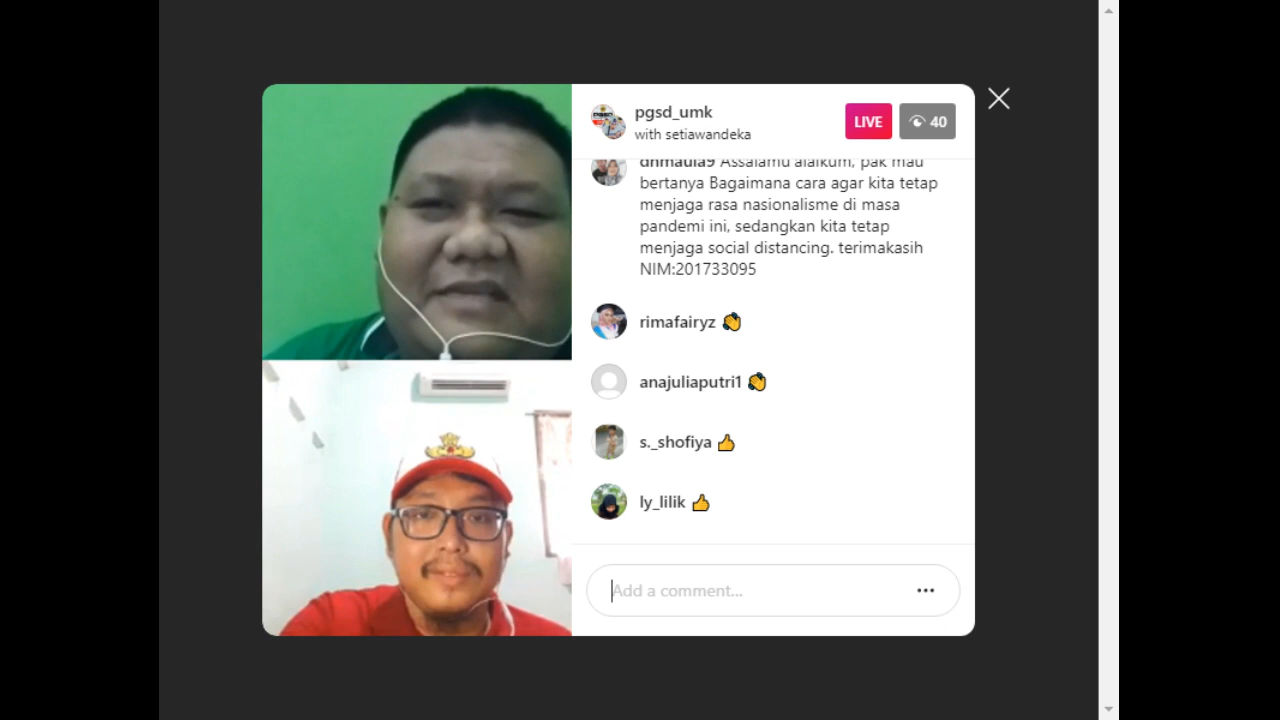 pgsd_umk
with setiawandeka
LIVE
40
dhmaula9 Assalamu alaikum, pak mau
bertanya Bagaimana cara agar kita tetap
menjaga rasa nasionalisme di masa
pandemi ini, sedangkan kita tetap
menjaga social distancing. terimakasih
NIM:201733095
rimafairyz 👏
anajuliaputri1 👏
s._shofiya 👍
ly_lilik 👍
Add a comment...